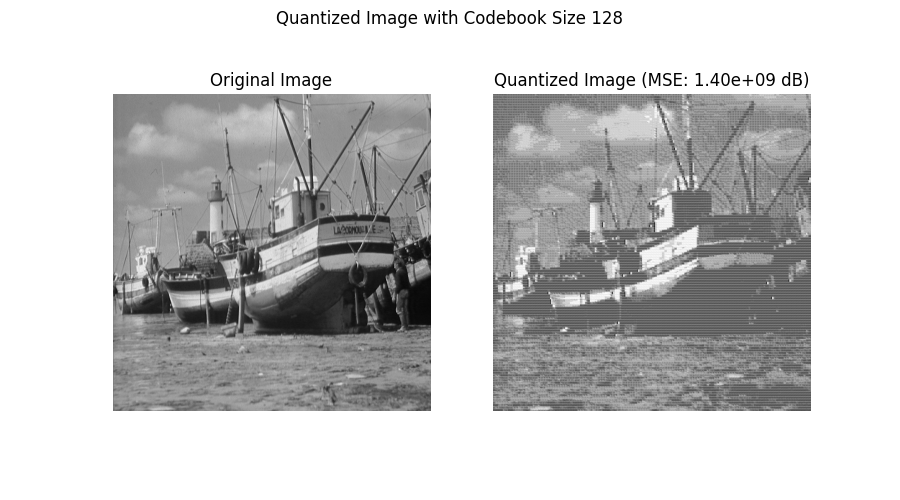 Quantized Image with Codebook Size 128
Original Image
Quantized Image (MSE: 1.40e+09 dB)